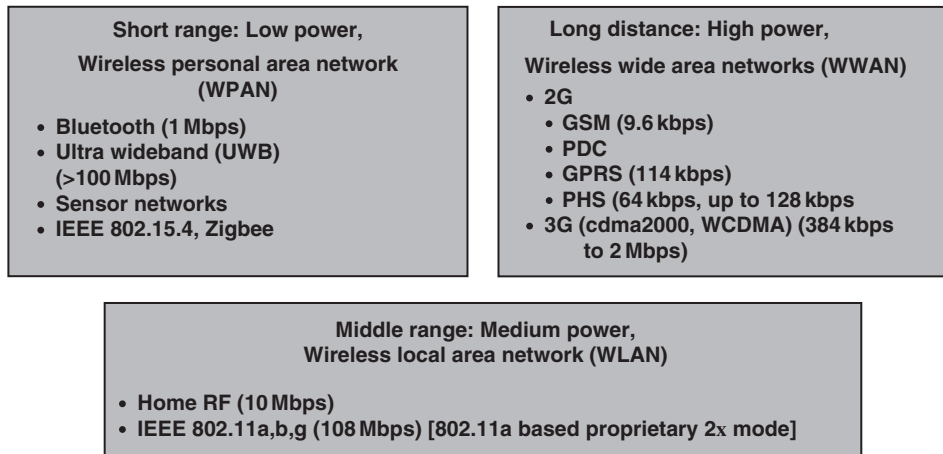 Short range: Low power,
Wireless personal area network
(WPAN)
• Bluetooth (1 Mbps)
• Ultra wideband (UWB)
(>100 Mbps)
• Sensor networks
• IEEE 802.15.4, Zigbee
Long distance: High power,
Wireless wide area networks (WWAN)
• 2G
• GSM (9.6 kbps)
• PDC
• GPRS (114 kbps)
• PHS (64 kbps, up to 128 kbps
• 3G (cdma2000, WCDMA) (384 kbps
to 2 Mbps)
Middle range: Medium power,
Wireless local area network (WLAN)
• Home RF (10 Mbps)
• IEEE 802.11a,b,g (108 Mbps) [802.11a based proprietary 2x mode]